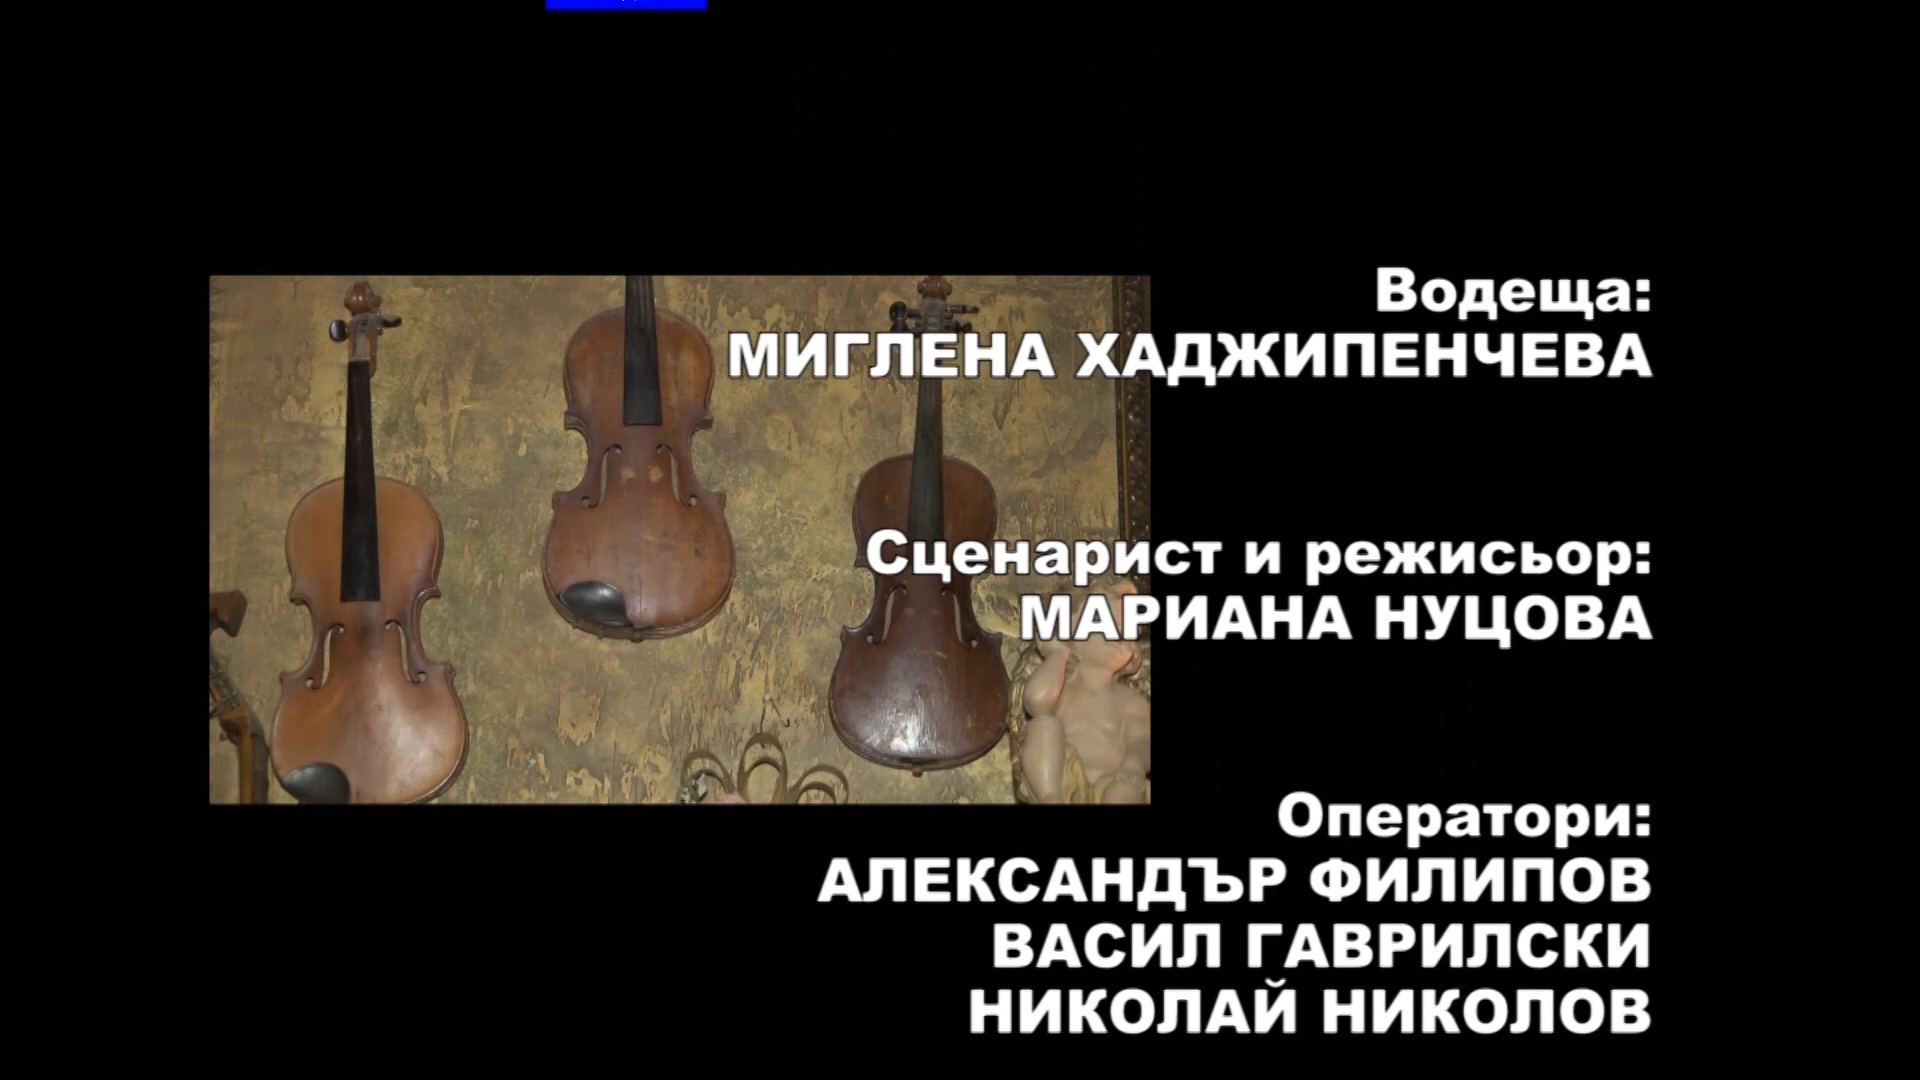 Водеща:
МИГЛЕНА ХАДЖИПЕНЧЕВА
Сценарист и режисьор:
МАРИАНА НУЦОВА
Оператори:
АЛЕКСАНДЪР ФИЛИПОВ
ВАСИЛ ГАВРИЛСКИ
НИКОЛАЙ НИКОЛОВ